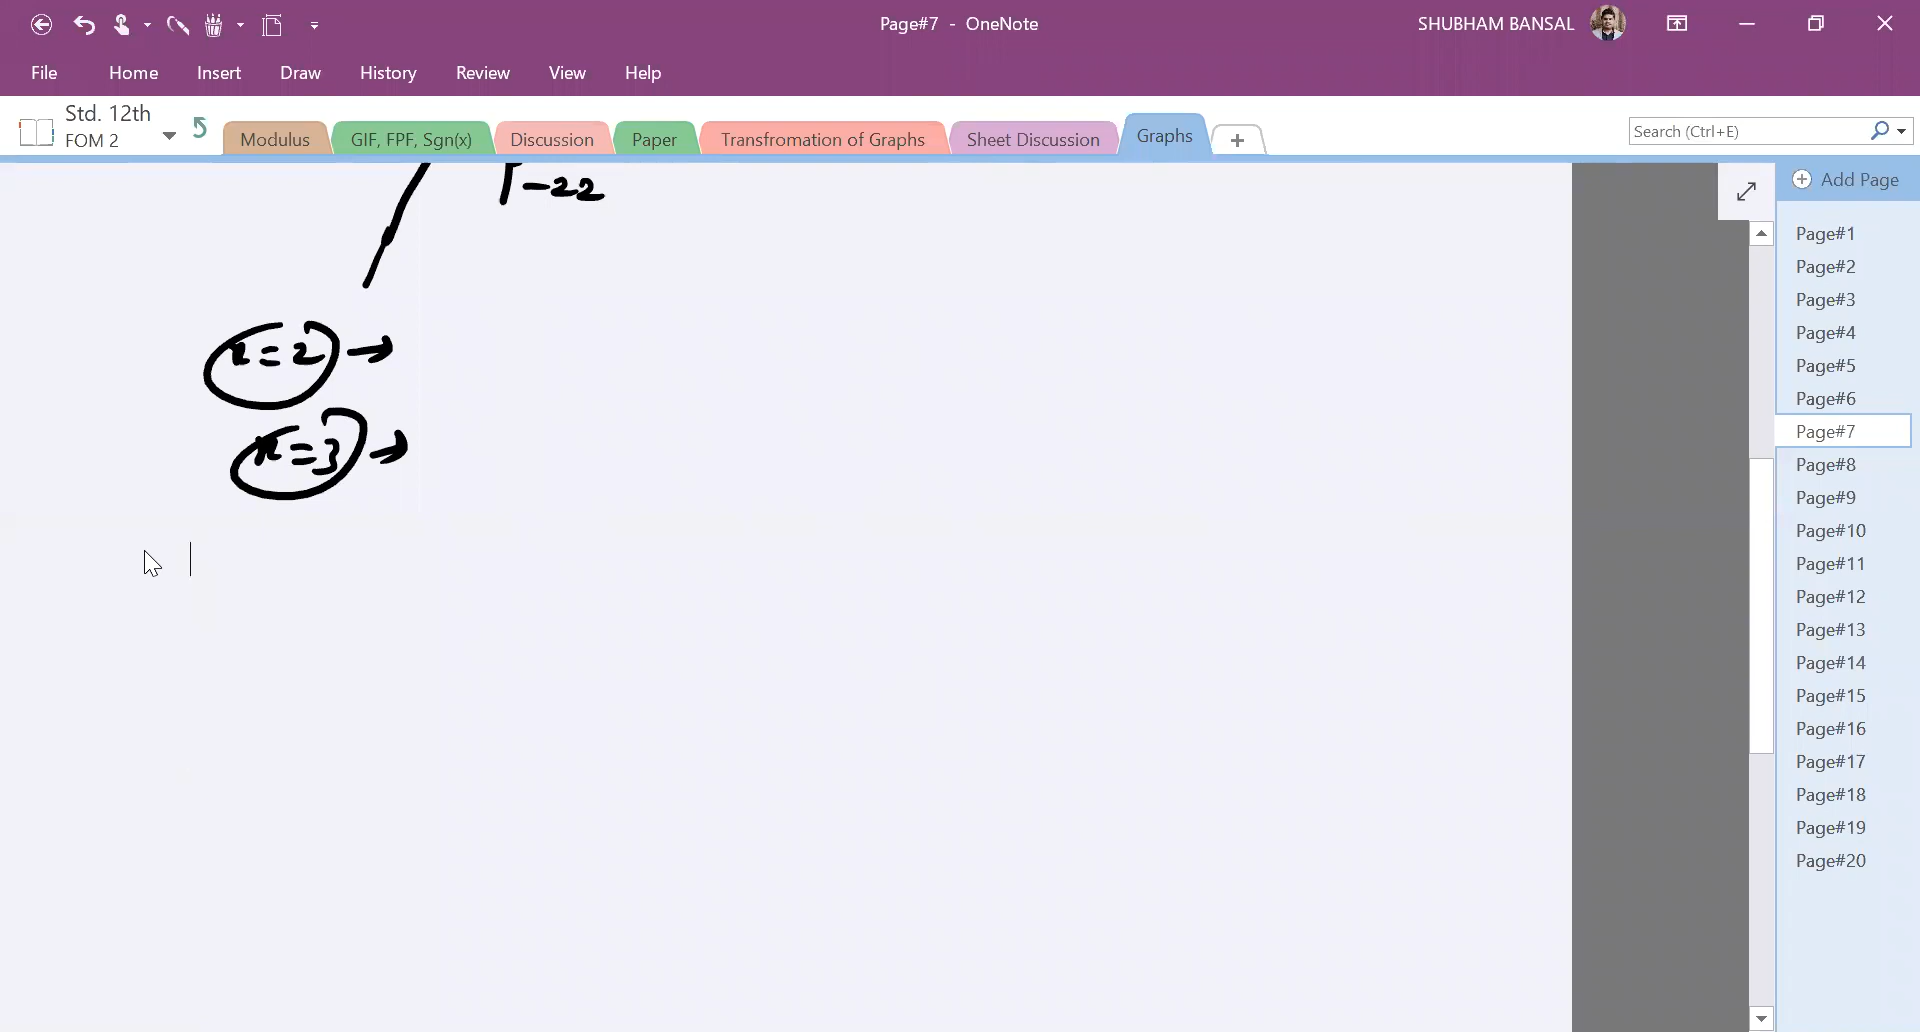 Page#7 - OneNote
SHUBHAM BANSAL
File Home Insert Draw History Review View Help
Std. 12th
FOM 2
Modulus GIF, FPF, Sgn(x) Discussion Paper Transfromation of Graphs Sheet Discussion Graphs +
Search (Ctrl+E)
Add Page
-22
x=2 →
x=3 →
Page#1
Page#2
Page#3
Page#4
Page#5
Page#6
Page#7
Page#8
Page#9
Page#10
Page#11
Page#12
Page#13
Page#14
Page#15
Page#16
Page#17
Page#18
Page#19
Page#20